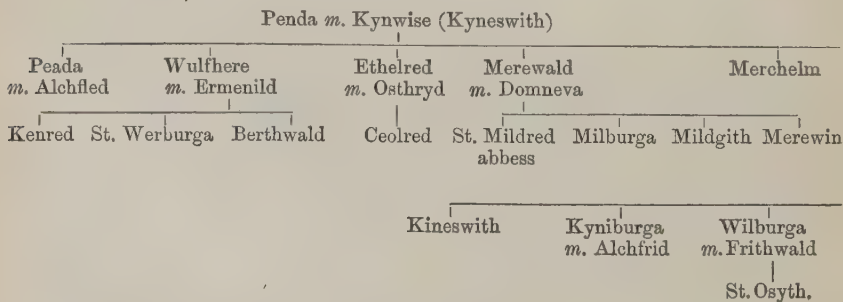 Penda m. Kynwise (Kyneswith)
Peada Wulfhere Ethelred Merewald Merchelm
m. Alchfled m. Ermenild m. Osthryd m. Domneva
Kenred St. Werburga Berthwald Ceolred St. Mildred Milburga Mildgith Merewin
abbess
Kineswith Kyniburga Wilburga
m. Alchfrid m. Frithwald
St. Osyth.